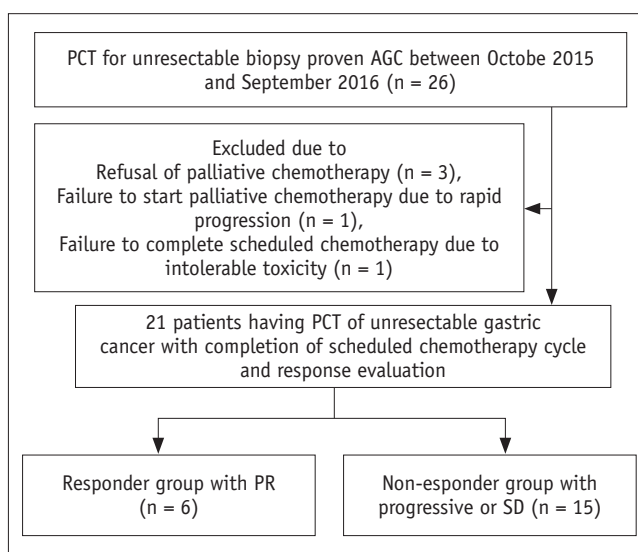 PCT for unresectable biopsy proven AGC between Octobe 2015
and September 2016 (n = 26)
Excluded due to
Refusal of palliative chemotherapy (n = 3),
Failure to start palliative chemotherapy due to rapid
progression (n = 1),
Failure to complete scheduled chemotherapy due to
intolerable toxicity (n = 1)
21 patients having PCT of unresectable gastric
cancer with completion of scheduled chemotherapy cycle
and response evaluation
Responder group with PR
(n = 6)
Non-esponder group with
progressive or SD (n = 15)